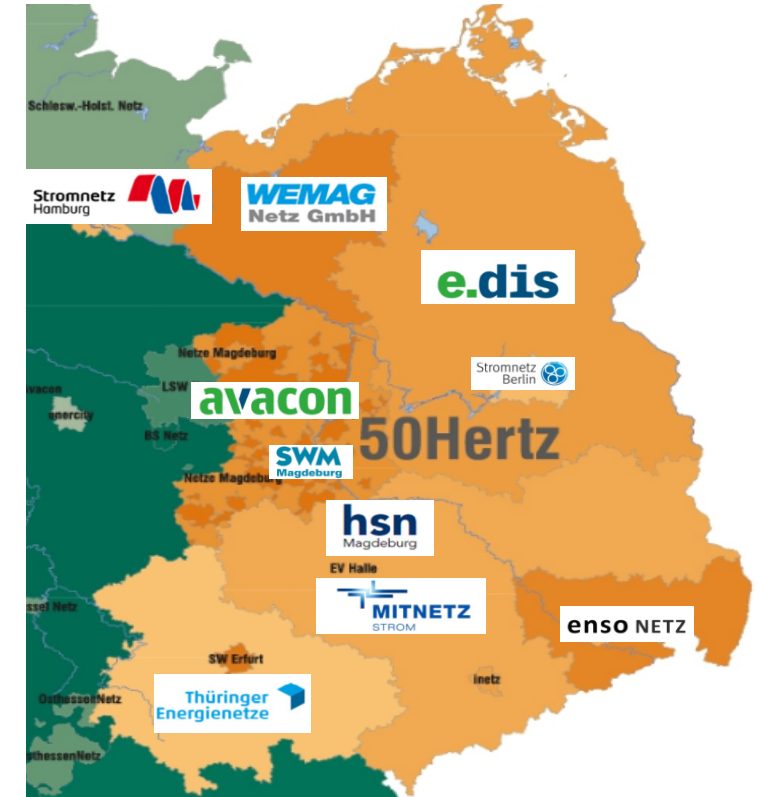 Schlesw.-Holst. Netz
Stromnetz
Hamburg
WEMAG
Netz GmbH
e.dis
Netze Magdeburg
Stromnetz
Berlin
LSW
avacon
enercity
BS Netz
50Hertz
SWM
Magdeburg
Netze Magdeburg
hsn
Magdeburg
EV Halle
MITNETZ
STROM
enso NETZ
SW Erfurt
inetz
Thüringer
Energienetze